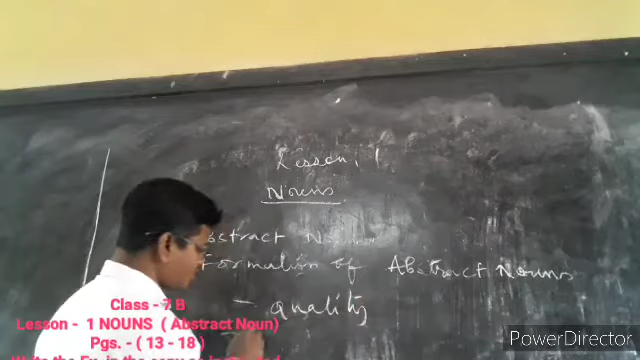 Lesson, 1
Nouns
Formation of Abstract Nouns
- quality
Class - 7 B
Lesson - 1 NOUNS ( Abstract Noun)
Pgs. - ( 13 - 18 )
PowerDirector